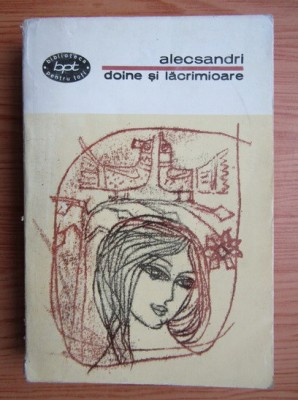 biblioteca
bpt
pentru toți
alecsandri
doine și lăcrimioare